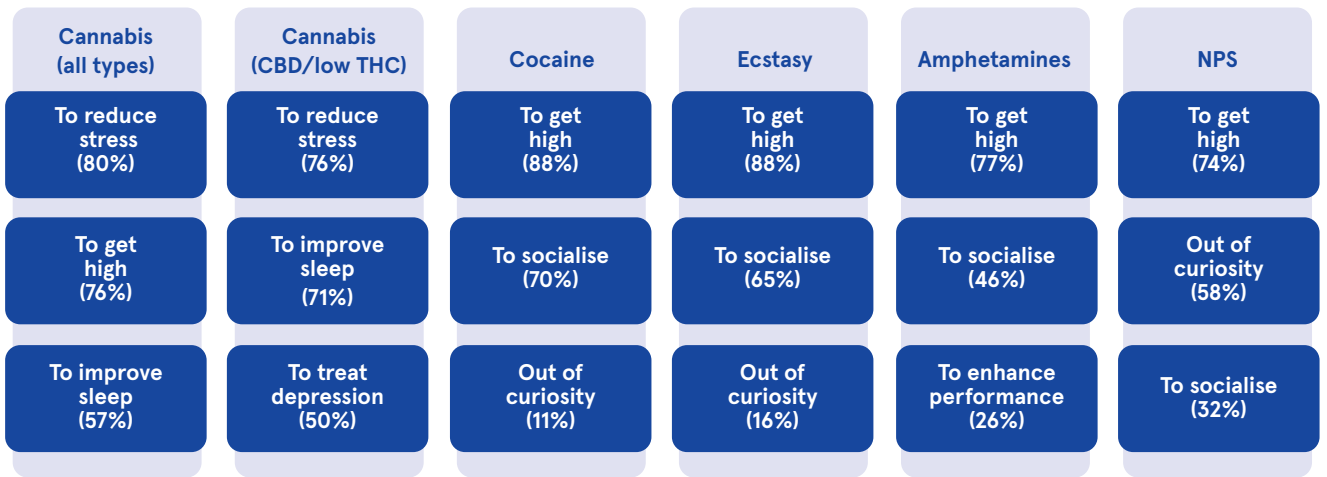 Cannabis
(all types)
To reduce
stress
(80%)
To get
high
(76%)
To improve
sleep
(57%)
Cannabis
(CBD/low THC)
To reduce
stress
(76%)
To improve
sleep
(71%)
To treat
depression
(50%)
Cocaine
To get
high
(88%)
To socialise
(70%)
Out of
curiosity
(11%)
Ecstasy
To get
high
(88%)
To socialise
(65%)
Out of
curiosity
(16%)
Amphetamines
To get
high
(77%)
To socialise
(46%)
To enhance
performance
(26%)
NPS
To get
high
(74%)
Out of
curiosity
(58%)
To socialise
(32%)